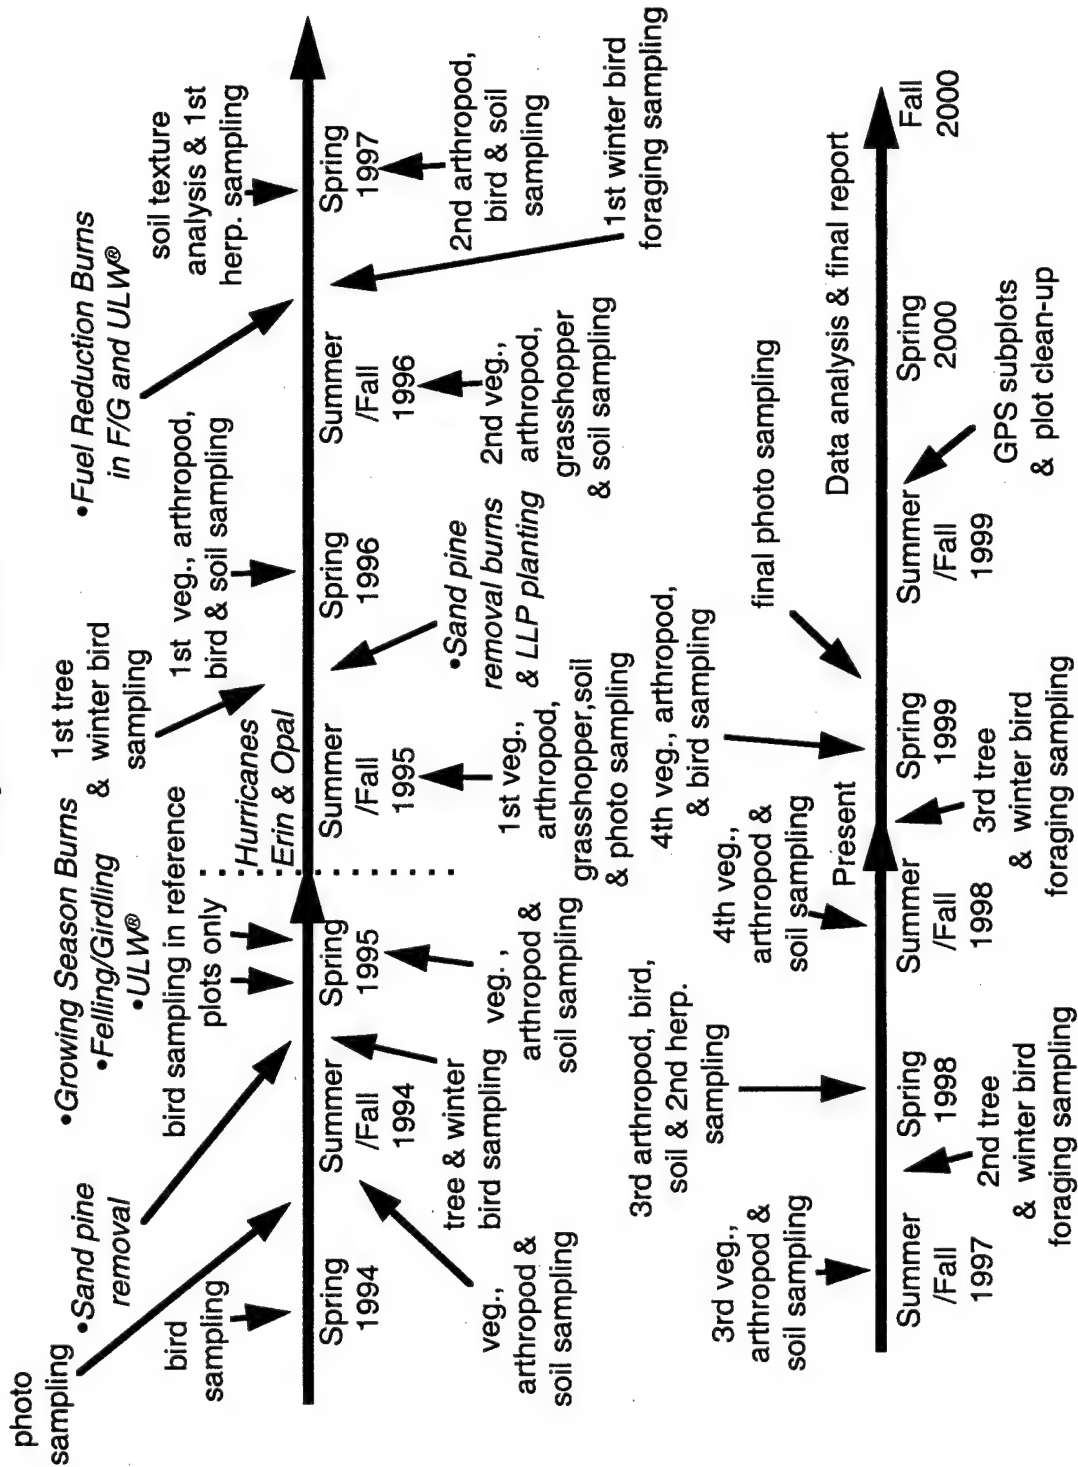 photo
sampling
•Sand pine
removal
bird
sampling
•Growing Season Burns
•Felling/Girdling
•ULW®
bird sampling in reference
plots only
1st tree
& winter bird
sampling
Hurricanes
Erin & Opal
1st veg., arthropod,
bird & soil sampling
•Fuel Reduction Burns
in F/G and ULW®
soil texture
analysis & 1st
herp. sampling
Spring
1994
Summer
/Fall
1994
Spring
1995
Summer
/Fall
1995
Spring
1996
Summer
/Fall
1996
Spring
1997
veg.,
arthropod &
soil sampling
tree & winter
bird sampling
veg.,
arthropod &
soil sampling
1st veg.,
arthropod,
grasshopper,soil
& photo sampling
•Sand pine
removal burns
& LLP planting
2nd veg.,
arthropod,
grasshopper
& soil sampling
2nd arthropod,
bird & soil
sampling
1st winter bird
foraging sampling
3rd veg.,
arthropod &
soil sampling
3rd arthropod, bird,
soil & 2nd herp.
sampling
4th veg.,
arthropod &
soil sampling
Present
4th veg., arthropod,
& bird sampling
final photo sampling
Data analysis & final report
Summer
/Fall
1997
Spring
1998
Summer
/Fall
1998
Spring
1999
Summer
/Fall
1999
Spring
2000
Fall
2000
2nd tree
& winter bird
foraging sampling
3rd tree
& winter bird
foraging sampling
GPS subplots
& plot clean-up